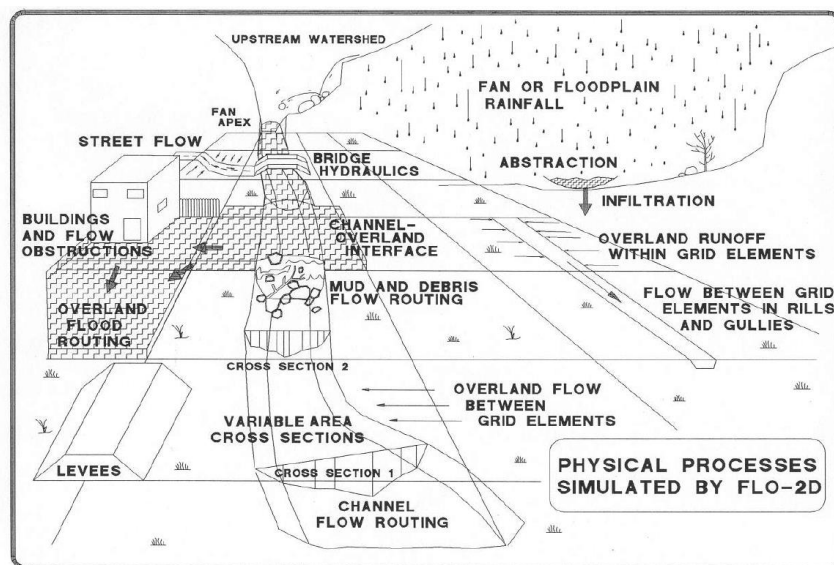 UPSTREAM WATERSHED
FAN OR FLOODPLAIN
RAINFALL
FAN
APEX
STREET FLOW
BRIDGE
HYDRAULICS
ABSTRACTION
INFILTRATION
BUILDINGS
AND FLOW
OBSTRUCTIONS
CHANNEL-
OVERLAND
INTERFACE
OVERLAND RUNOFF
WITHIN GRID ELEMENTS
MUD AND DEBRIS
FLOW ROUTING
FLOW BETWEEN GRID
ELEMENTS IN RILLS
AND GULLIES
OVERLAND
FLOOD
ROUTING
CROSS SECTION 2
OVERLAND FLOW
BETWEEN
GRID ELEMENTS
VARIABLE AREA
CROSS SECTIONS
LEVEES
CROSS SECTION 1
CHANNEL
FLOW ROUTING
PHYSICAL PROCESSES
SIMULATED BY FLO-2D